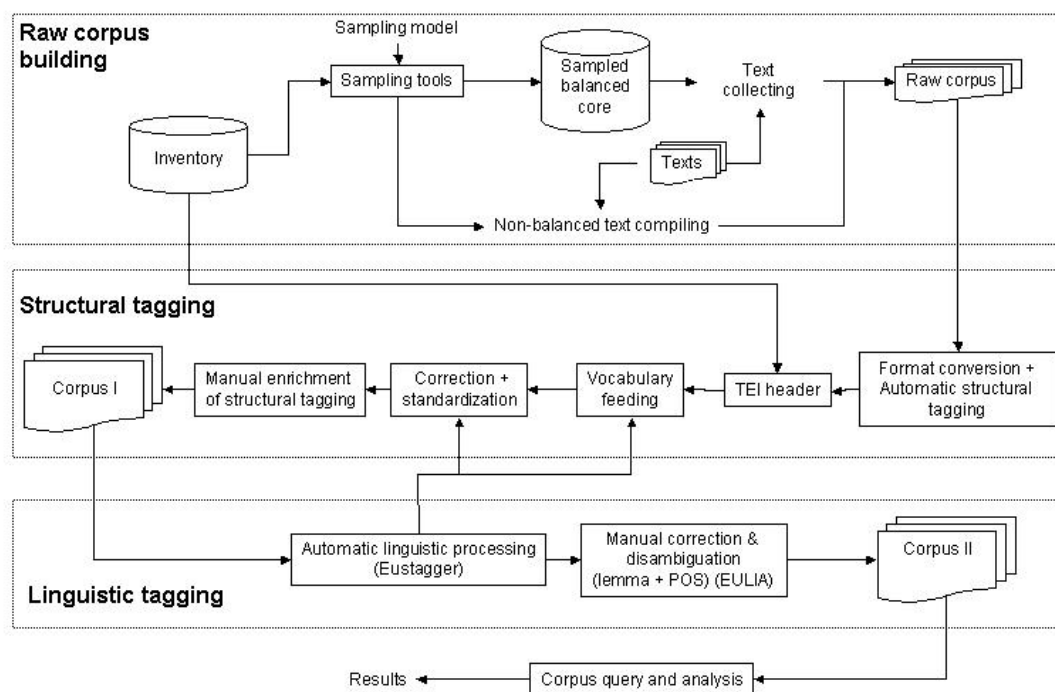 Raw corpus
building
Sampling model
Sampling tools
Sampled
balanced
core
Text
collecting
Raw corpus
Inventory
Texts
Non-balanced text compiling
Structural tagging
Corpus I
Manual enrichment
of structural tagging
Correction +
standardization
Vocabulary
feeding
TEI header
Format conversion +
Automatic structural
tagging
Automatic linguistic processing
(Eustagger)
Manual correction &
disambiguation
(lemma + POS) (EULIA)
Corpus II
Linguistic tagging
Results
Corpus query and analysis